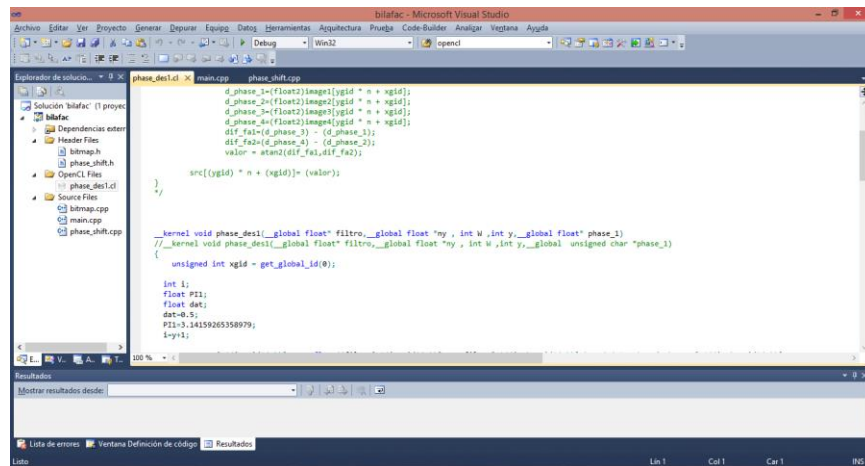 bilafac - Microsoft Visual Studio
Archivo Editar Ver Proyecto Generar Depurar Equipo Datos Herramientas Arquitectura Prueba Code-Builder Analizar Ventana Ayuda
Debug Win32 opencl
Explorador de solucio...
phase_des1.cl main.cpp phase_shift.cpp
Solución 'bilafac' (1 proyec
bilafac
Dependencias extern
Header Files
bitmap.h
phase_shift.h
OpenCL Files
phase_des1.cl
Source Files
bitmap.cpp
main.cpp
phase_shift.cpp
E... V... A... T...
d_phase_1=(float2)image1[ygid * n + xgid];
d_phase_2=(float2)image2[ygid * n + xgid];
d_phase_3=(float2)image3[ygid * n + xgid];
d_phase_4=(float2)image4[ygid * n + xgid];
dif_fa1=(d_phase_3) - (d_phase_1);
dif_fa2=(d_phase_4) - (d_phase_2);
valor = atan2(dif_fa1,dif_fa2);
src[(ygid) * n + (xgid)]= (valor);
}
*/
__kernel void phase_des1(__global float* filtro,__global float *my , int W ,int y,__global float* phase_1)
//__kernel void phase_des1(__global float* filtro,__global float *my , int W ,int y,__global unsigned char *phase_1)
{
unsigned int xgid = get_global_id(0);
int i;
float PI1;
float dat;
dat=0.5;
PI1=3.14159265358979;
i=y+1;
100 %
Resultados
Mostrar resultados desde:
Lista de errores Ventana Definición de código Resultados
Listo Lín 1 Col 1 Car 1 INS